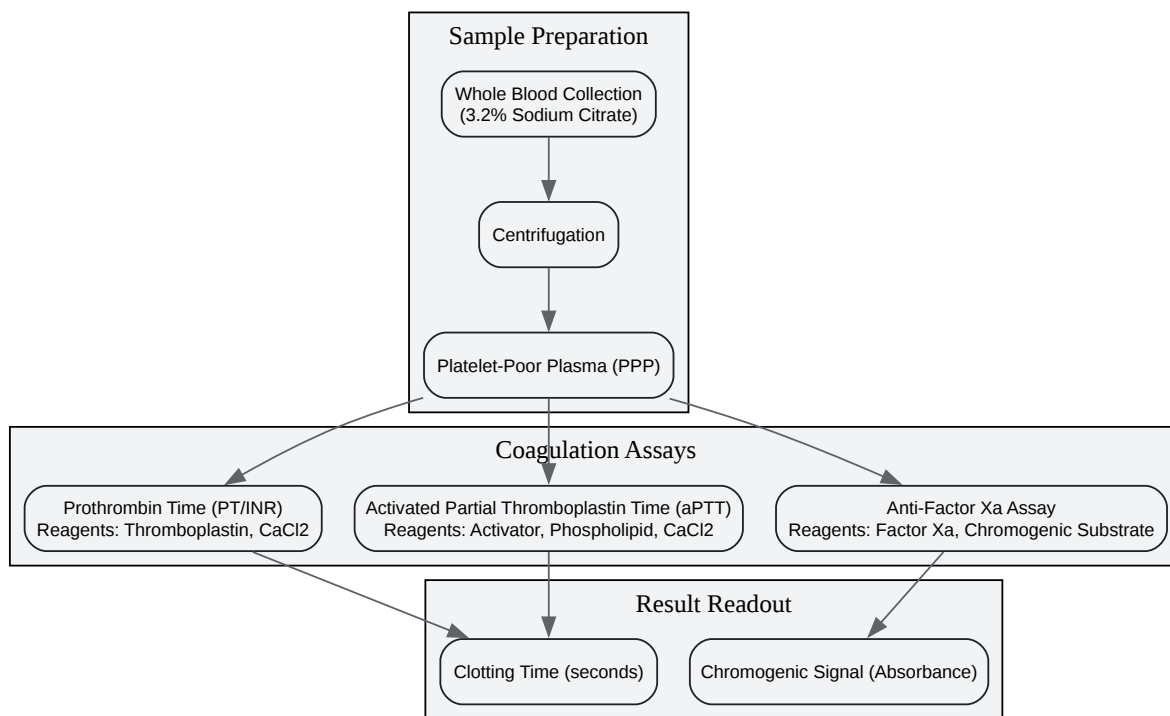 Sample Preparation
Whole Blood Collection
(3.2% Sodium Citrate)
Centrifugation
Platelet-Poor Plasma (PPP)
Coagulation Assays
Prothrombin Time (PT/INR)
Reagents: Thromboplastin, CaCl2
Activated Partial Thromboplastin Time (aPTT)
Reagents: Activator, Phospholipid, CaCl2
Anti-Factor Xa Assay
Reagents: Factor Xa, Chromogenic Substrate
Result Readout
Clotting Time (seconds)
Chromogenic Signal (Absorbance)